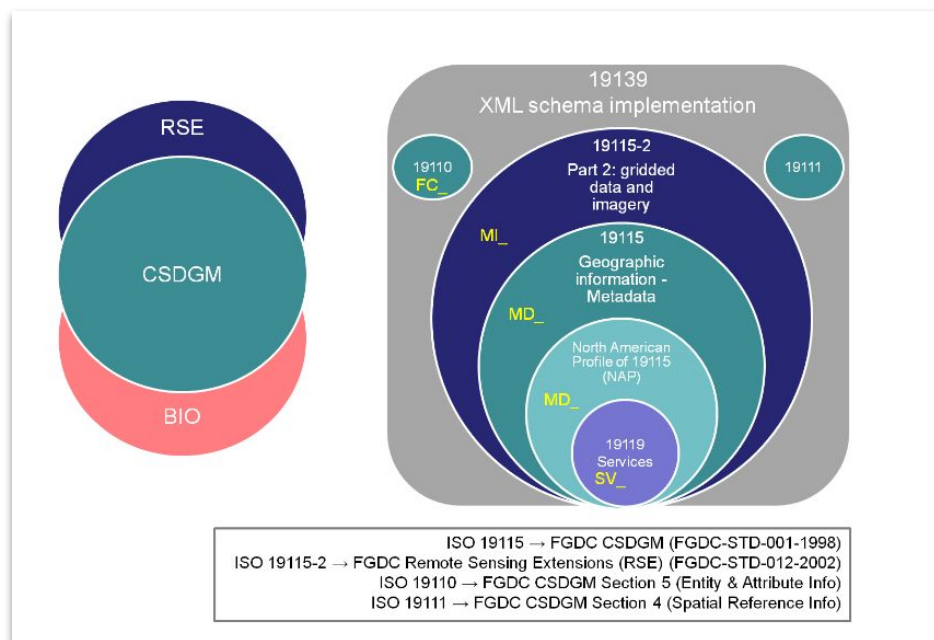 RSE
CSDGM
BIO
19139
XML schema implementation
19110
FC_
19111
19115-2
Part 2: gridded
data and
imagery
MI_
19115
Geographic
information -
Metadata
MD_
North American
Profile of 19115
(NAP)
MD_
19119
Services
SV_
ISO 19115 → FGDC CSDGM (FGDC-STD-001-1998)
ISO 19115-2 → FGDC Remote Sensing Extensions (RSE) (FGDC-STD-012-2002)
ISO 19110 → FGDC CSDGM Section 5 (Entity & Attribute Info)
ISO 19111 → FGDC CSDGM Section 4 (Spatial Reference Info)